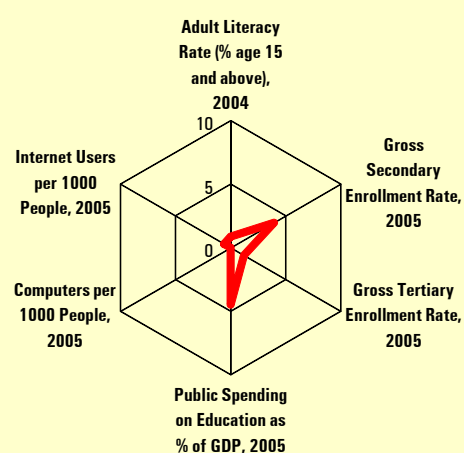 Adult Literacy
Rate (% age 15
and above),
2004
10
5
0
Gross
Secondary
Enrollment Rate,
2005
Gross Tertiary
Enrollment Rate,
2005
Public Spending
on Education as
% of GDP, 2005
Computers per
1000 People,
2005
Internet Users
per 1000
People, 2005